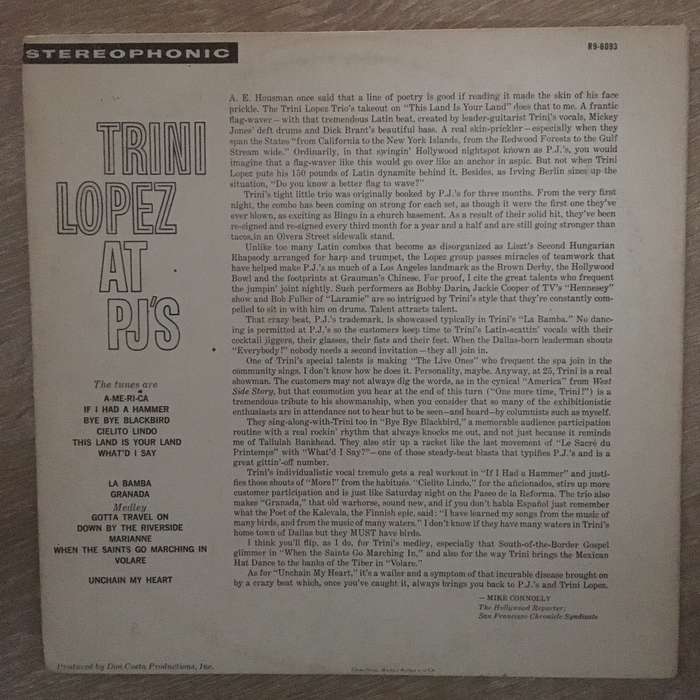 STEREOPHONIC
R9-6093
TRINI
LOPEZ
AT
PJ'S
The tunes are
A-ME-RI-CA
IF I HAD A HAMMER
BYE BYE BLACKBIRD
CIELITO LINDO
THIS LAND IS YOUR LAND
WHAT'D I SAY
LA BAMBA
GRANADA
Medley
GOTTA TRAVEL ON
DOWN BY THE RIVERSIDE
MARIANNE
WHEN THE SAINTS GO MARCHING IN
VOLARE
UNCHAIN MY HEART
A. E. Housman once said that a line of poetry is good if reading it made the skin of his face
prickle. The Trini Lopez Trio's takeout on "This Land Is Your Land" does that to me. A frantic
flag-waver – with that tremendous Latin beat, created by leader-guitarist Trini's vocals, Mickey
Jones' deft drums and Dick Brant's beautiful bass. A real skin-prickler – especially when they
span the States "from California to the New York Islands, from the Redwood Forests to the Gulf
Stream wide." Ordinarily, in that swingin' Hollywood nightspot known as P.J.'s, you would
imagine that a flag-waver like this would go over like an anchor in aspic. But not when Trini
Lopez puts his 150 pounds of Latin dynamite behind it. Besides, as Irving Berlin sizes up the
situation, "Do you know a better flag to wave?"
Trini's tight little trio was originally booked by P.J.'s for three months. From the very first
night, the combo has been coming on strong for each set, as though it were the first one they've
ever blown, as exciting as Bingo in a church basement. As a result of their solid hit, they've been
re-signed and re-signed every third month for a year and a half and are still going stronger than
tacos in an Olvera Street sidewalk stand.
Unlike too many Latin combos that become as disorganized as Liszt's Second Hungarian
Rhapsody arranged for harp and trumpet, the Lopez group passes miracles of teamwork that
have helped make P.J.'s as much of a Los Angeles landmark as the Brown Derby, the Hollywood
Bowl and the footprints at Grauman's Chinese. For proof, I cite the great talents who frequent
the jumpin' joint nightly. Such performers as Bobby Darin, Jackie Cooper of TV's "Hennesey"
show and Bob Fuller of "Laramie" are so intrigued by Trini's style that they're constantly com-
pelled to sit in with him on drums. Talent attracts talent.
That crazy beat, P.J.'s trademark, is showcased typically in Trini's "La Bamba." No danc-
ing is permitted at P.J.'s so the customers keep time to Trini's Latin-scattin' vocals with their
cocktail jiggers, their glasses, their fists and their feet. When the Dallas-born leaderman shouts
"Everybody!" nobody needs a second invitation – they all join in.
One of Trini's special talents is making "The Live Ones" who frequent the spa join in the
community sings. I don't know how he does it. Personality, maybe. Anyway, at 25, Trini is a real
showman. The customers may not always dig the words, as in the cynical "America" from West
Side Story, but that commotion you hear at the end of this turn ("One more time, Trini!") is a
tremendous tribute to his showmanship, when you consider that so many of the exhibitionistic
enthusiasts are in attendance not to hear but to be seen – and heard – by columnists such as myself.
They sing-along-with-Trini too in "Bye Bye Blackbird," a memorable audience participation
routine with a real rockin' rhythm that always knocks me out, and not just because it reminds
me of Tallulah Bankhead. They also stir up a racket like the last movement of "Le Sacré du
Printemps" with "What'd I Say?" – one of those steady-beat blasts that typifies P.J.'s and is a
great gittin'-off number.
Trini's individualistic vocal tremulo gets a real workout in "If I Had a Hammer" and justi-
fies those shouts of "More!" from the habitués. "Cielito Lindo," for the aficionados, stirs up more
customer participation and is just like Saturday night on the Paseo de la Reforma. The trio also
makes "Granada," that old warhorse, sound new, and if you don't habla Español just remember
what the Poet of the Kalevala, the Finnish epic, said: "I have learned my songs from the music of
many birds, and from the music of many waters." I don't know if they have many waters in Trini's
home town of Dallas but they MUST have birds.
I think you'll flip, as I do, for Trini's medley, especially that South-of-the-Border Gospel
glimmer in "When the Saints Go Marching In," and also for the way Trini brings the Mexican
Hat Dance to the banks of the Tiber in "Volare."
As for "Unchain My Heart," it's a wailer and a symptom of that incurable disease brought on
by a crazy beat which, once you've caught it, always brings you back to P.J.'s and Trini Lopez.
– MIKE CONNOLLY
The Hollywood Reporter;
San Francisco Chronicle Syndicate
Produced by Don Costa Productions, Inc.